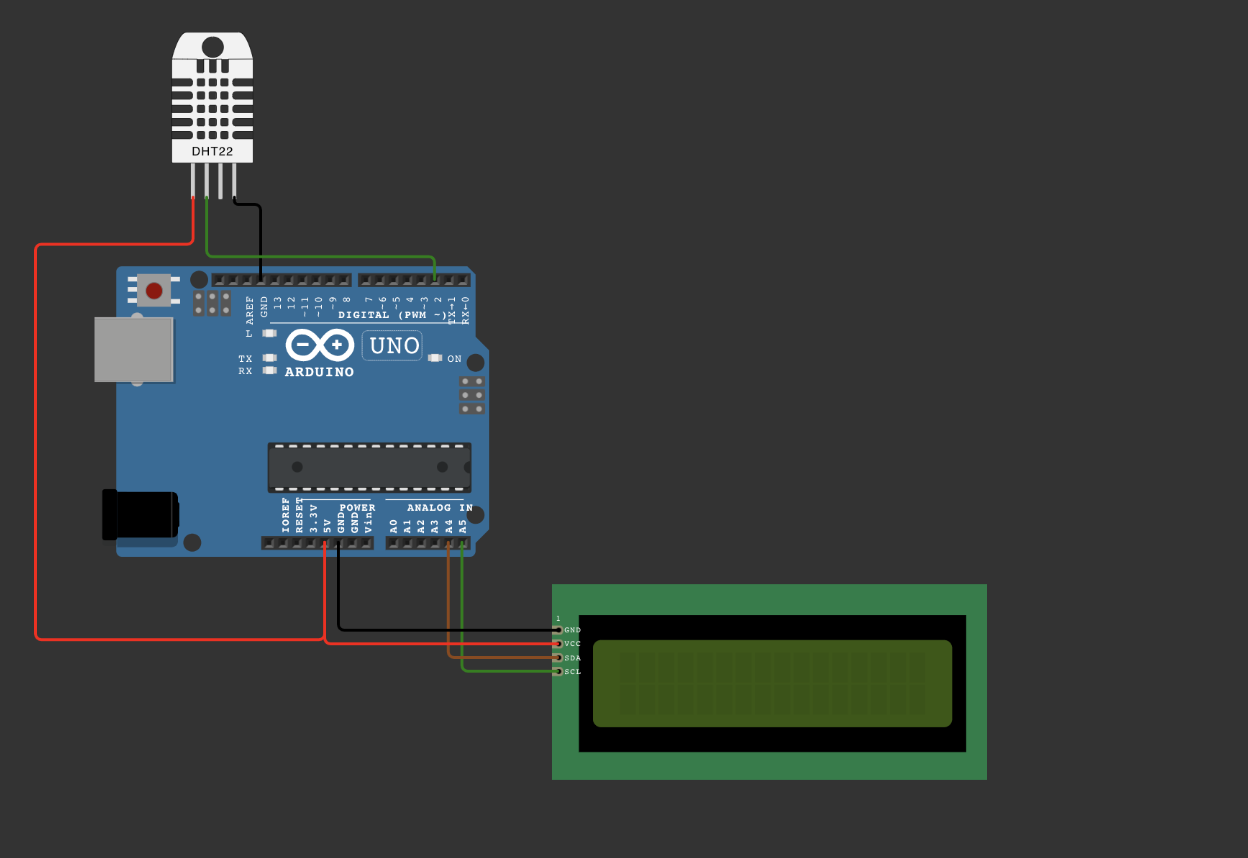 DHT22
AREF
GND
13
12
~11
~10
~9
8
7
~6
~5
4
~3
2
TX→1
RX←0
DIGITAL (PWM ~)
L
TX
RX
UNO
ON
ARDUINO
IOREF
RESET
3.3V
5V
GND
GND
Vin
POWER
ANALOG IN
A0
A1
A2
A3
A4
A5
1
GND
VCC
SDA
SCL